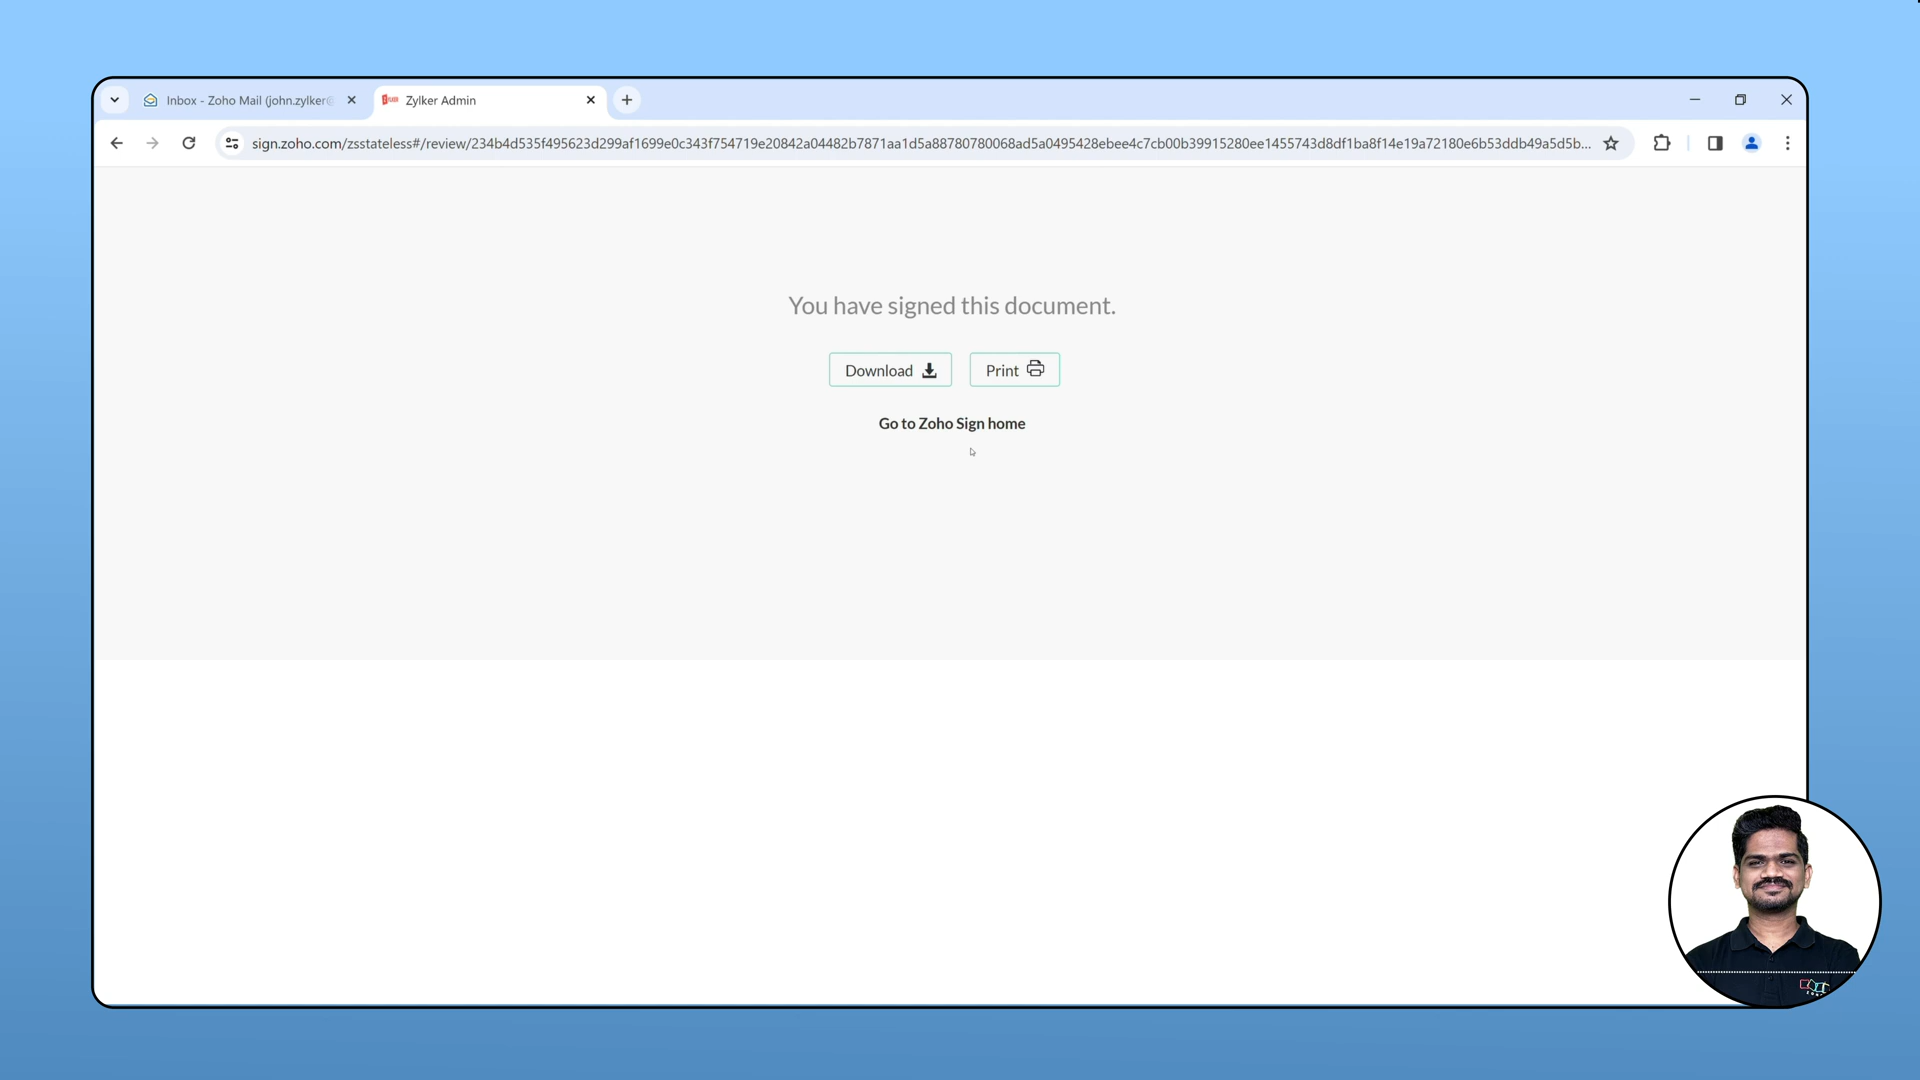 Inbox - Zoho Mail (john.zylker@
Zylker Admin
sign.zoho.com/zsstateless#/review/234b4d535f495623d299af1699e0c343f754719e20842a04482b7871aa1d5a88780780068ad5a0495428ebee4c7cb00b39915280ee1455743d8df1ba8f14e19a72180e6b53ddb49a5d5b...
You have signed this document.
Download
Print
Go to Zoho Sign home